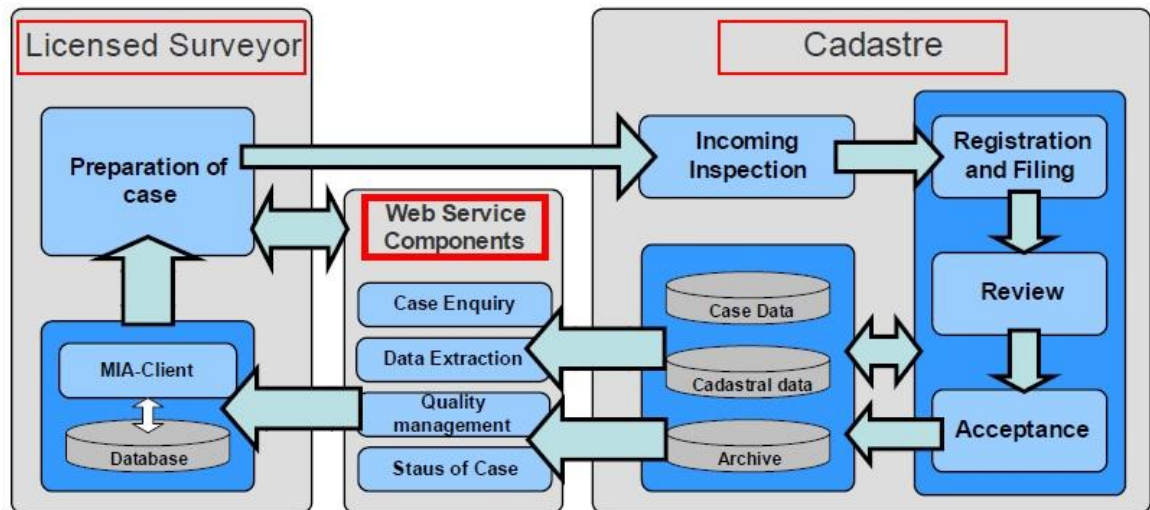 Licensed Surveyor
Cadastre
Preparation of
case
Incoming
Inspection
Registration
and Filing
Web Service
Components
Case Enquiry
Data Extraction
Quality
management
Staus of Case
MIA-Client
Database
Case Data
Cadastral data
Archive
Review
Acceptance